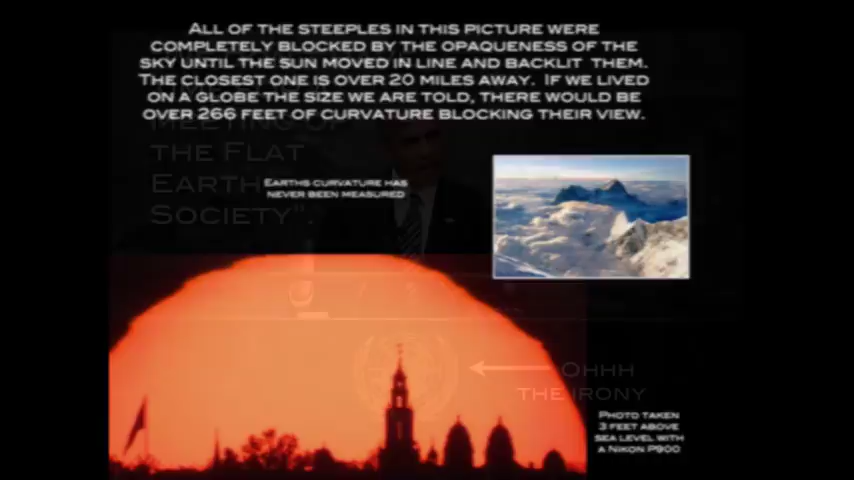 ALL OF THE STEEPLES IN THIS PICTURE WERE
COMPLETELY BLOCKED BY THE OPAQUENESS OF THE
SKY UNTIL THE SUN MOVED IN LINE AND BACKLIT THEM.
THE CLOSEST ONE IS OVER 20 MILES AWAY. IF WE LIVED
ON A GLOBE THE SIZE WE ARE TOLD, THERE WOULD BE
OVER 266 FEET OF CURVATURE BLOCKING THEIR VIEW.
MEETING OF
THE FLAT
EARTH
SOCIETY".
EARTHS CURVATURE HAS
NEVER BEEN MEASURED
OHHH
THE IRONY
PHOTO TAKEN
3 FEET ABOVE
SEA LEVEL WITH
A NIKON P900